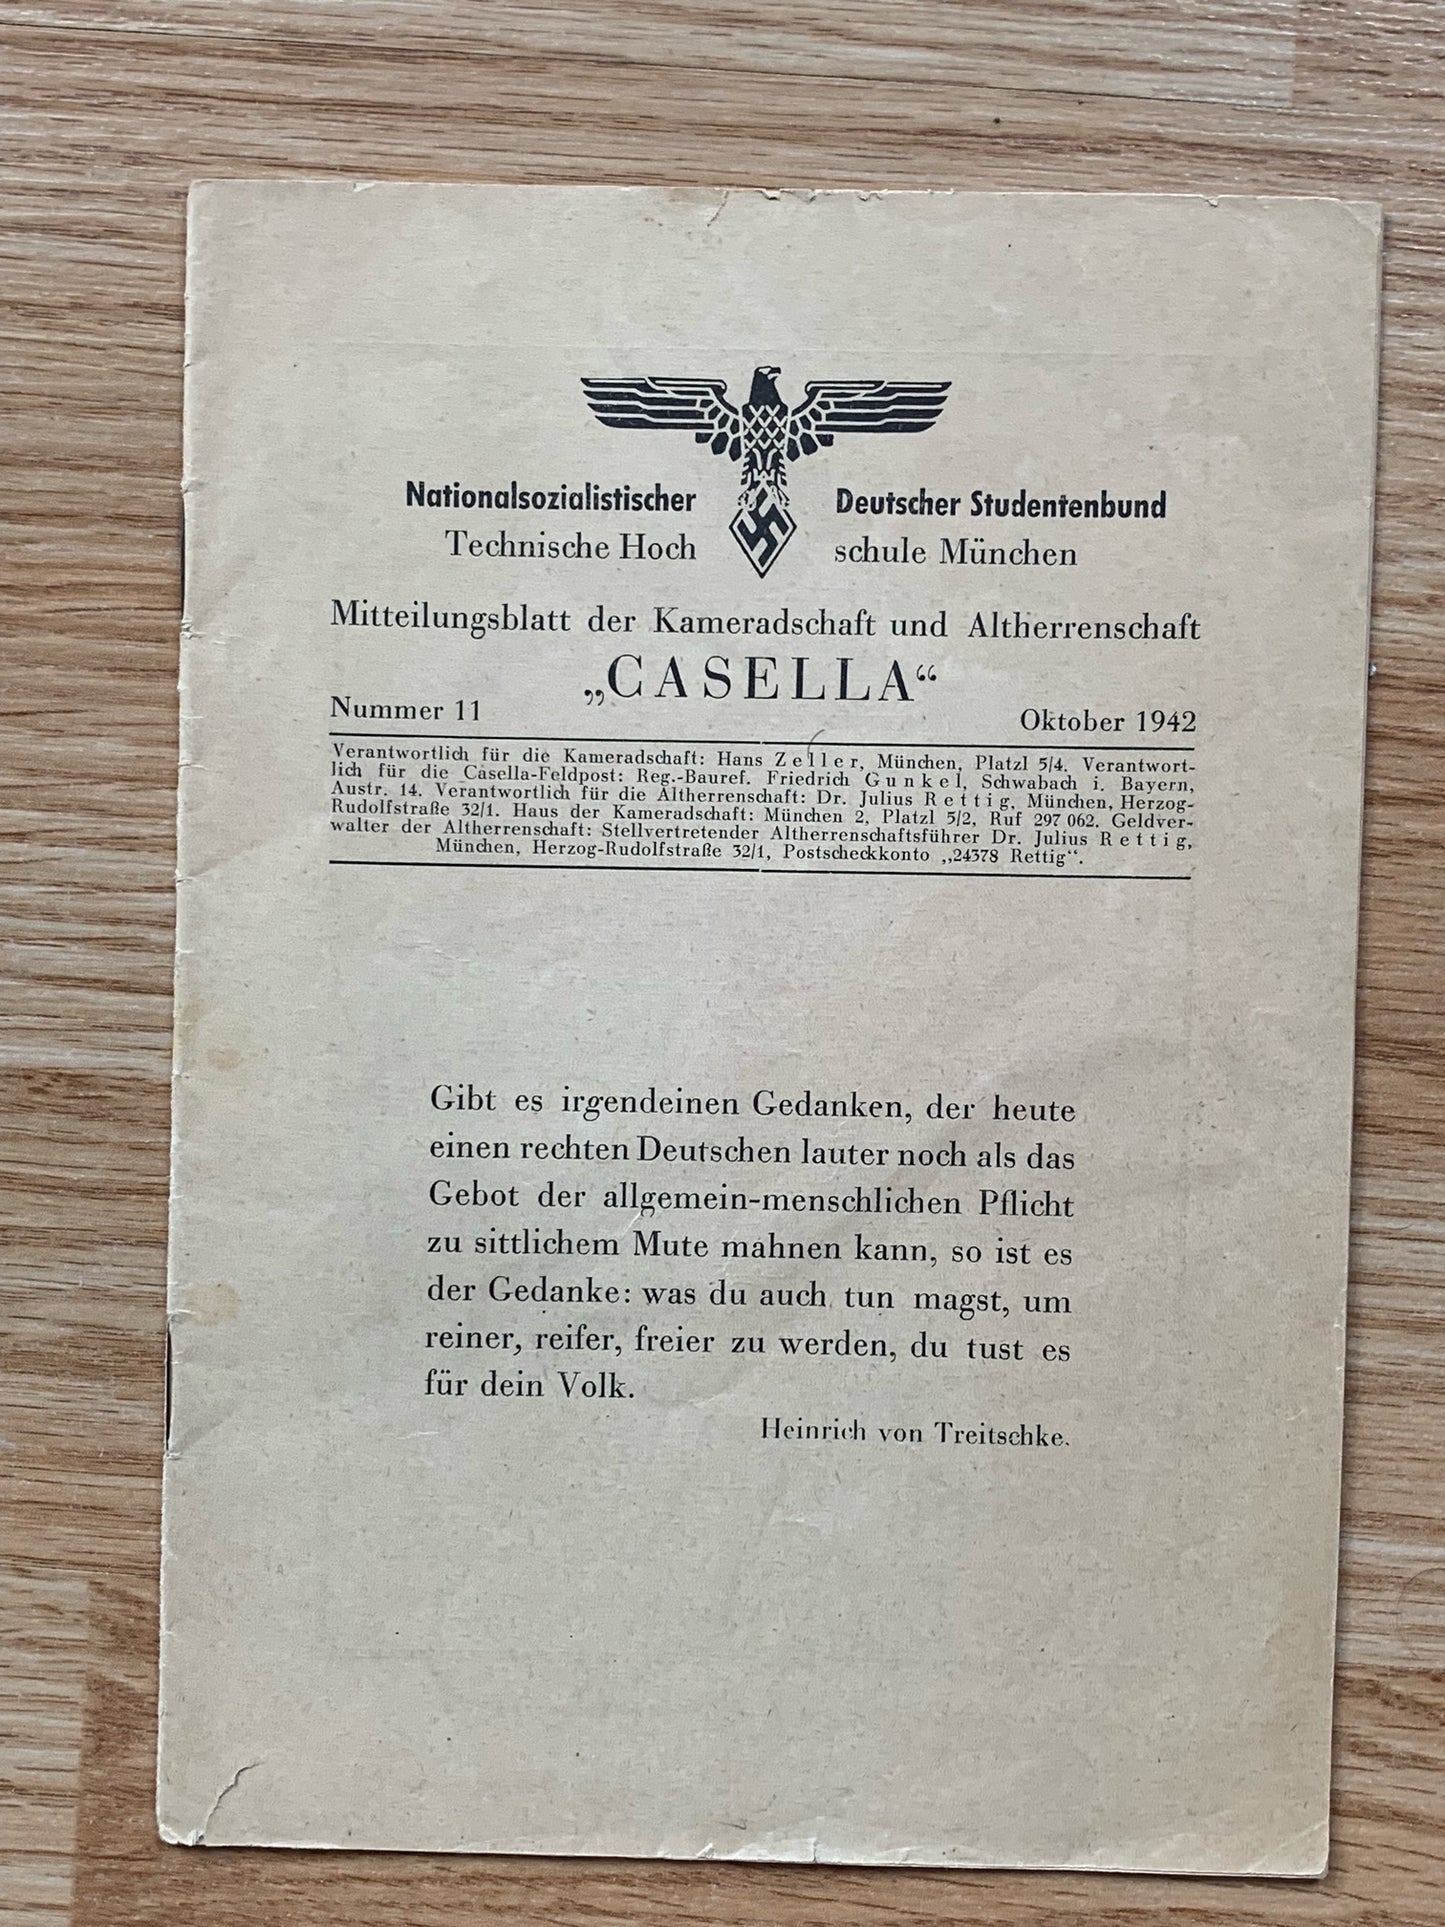 Nationalsozialistischer Deutscher Studentenbund
Technische Hoch schule München
Mitteilungsblatt der Kameradschaft und Altherrenschaft
„CASELLA“
Nummer 11 Oktober 1942
Verantwortlich für die Kameradschaft: Hans Zeller, München, Platzl 5/4. Verantwort-
lich für die Casella-Feldpost: Reg.-Bauref. Friedrich Gunkel, Schwabach i. Bayern,
Austr. 14. Verantwortlich für die Altherrenschaft: Dr. Julius Rettig, München, Herzog-
Rudolfstraße 32/1. Haus der Kameradschaft: München 2, Platzl 5/2, Ruf 297 062. Geldver-
walter der Altherrenschaft: Stellvertretender Altherrenschaftsführer Dr. Julius Rettig,
München, Herzog-Rudolfstraße 32/1, Postscheckkonto „24378 Rettig“.
Gibt es irgendeinen Gedanken, der heute
einen rechten Deutschen lauter noch als das
Gebot der allgemein-menschlichen Pflicht
zu sittlichem Mute mahnen kann, so ist es
der Gedanke: was du auch tun magst, um
reiner, reifer, freier zu werden, du tust es
für dein Volk.
Heinrich von Treitschke.